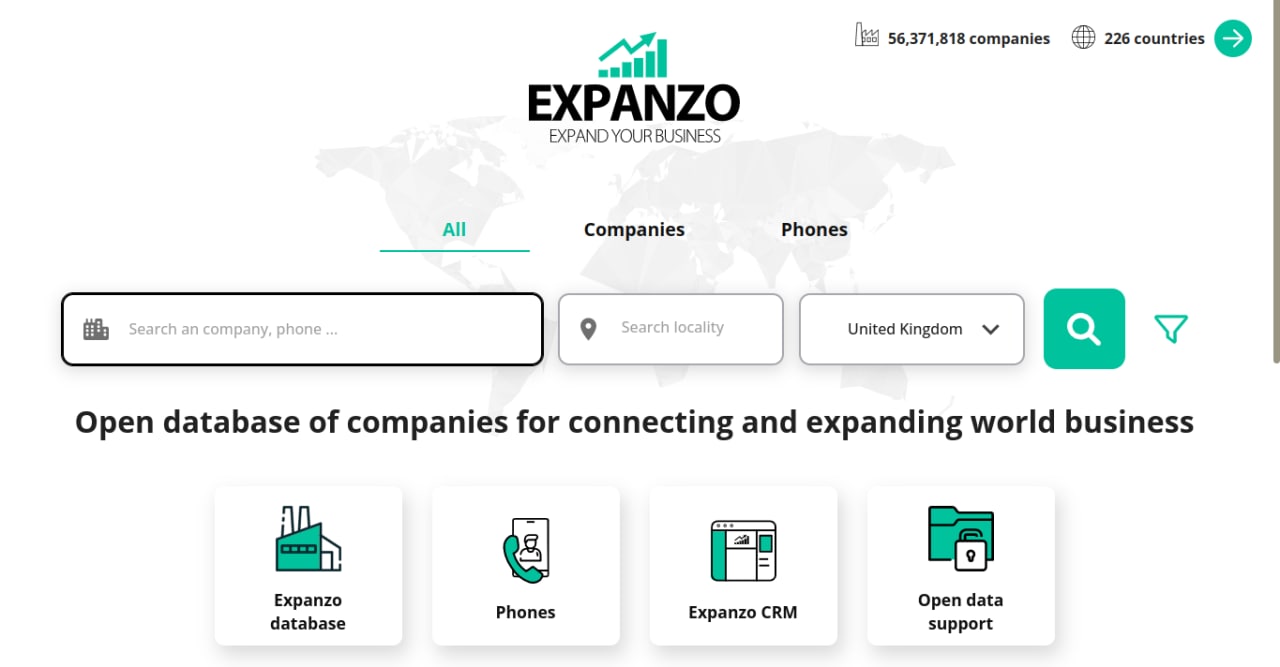 56,371,818 companies
226 countries
EXPANZO
EXPAND YOUR BUSINESS
All
Companies
Phones
Search an company, phone ...
Search locality
United Kingdom
Open database of companies for connecting and expanding world business
Expanzo
database
Phones
Expanzo CRM
Open data
support